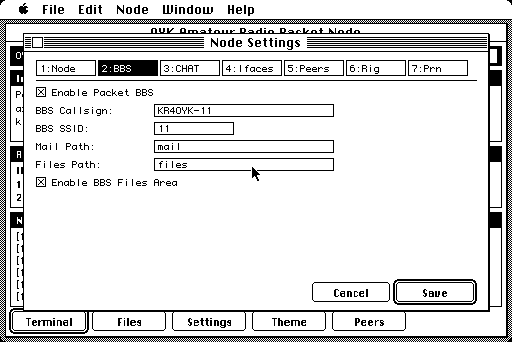 File Edit Node Window Help
OYK Amateur Radio Packet Node
Node Settings
1:Node 2:BBS 3:CHAT 4:Ifaces 5:Peers 6:Rig 7:Prn
Enable Packet BBS
BBS Callsign: KR4OYK-11
BBS SSID: 11
Mail Path: mail
Files Path: files
Enable BBS Files Area
Cancel Save
Terminal Files Settings Theme Peers